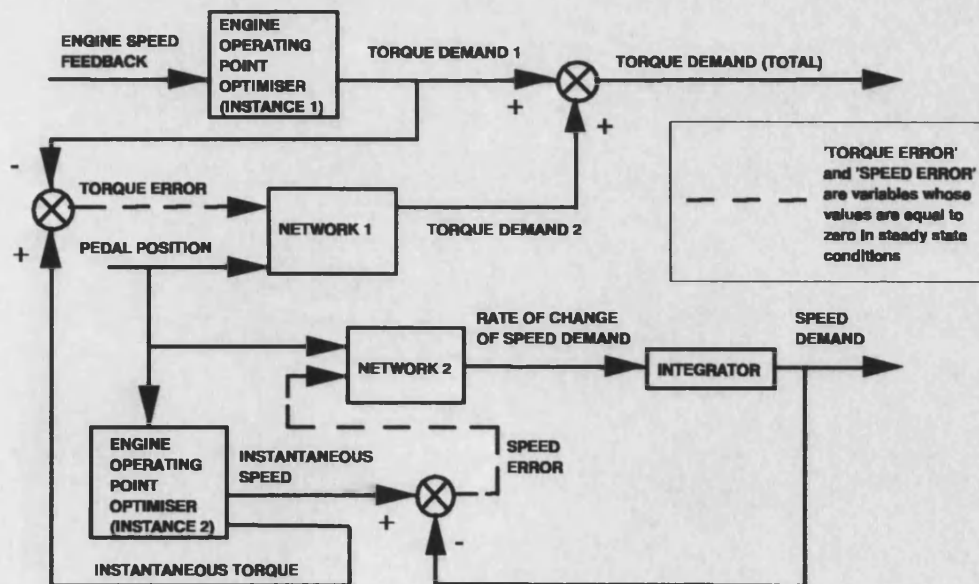 ENGINE SPEED
FEEDBACK
ENGINE
OPERATING
POINT
OPTIMISER
(INSTANCE 1)
TORQUE DEMAND 1
+
+
TORQUE DEMAND (TOTAL)
-
+
TORQUE ERROR
PEDAL POSITION
NETWORK 1
TORQUE DEMAND 2
'TORQUE ERROR'
and 'SPEED ERROR'
are variables whose
values are equal to
zero in steady state
conditions
NETWORK 2
RATE OF CHANGE
OF SPEED DEMAND
INTEGRATOR
SPEED
DEMAND
ENGINE
OPERATING
POINT
OPTIMISER
(INSTANCE 2)
INSTANTANEOUS
SPEED
+
-
SPEED
ERROR
INSTANTANEOUS TORQUE